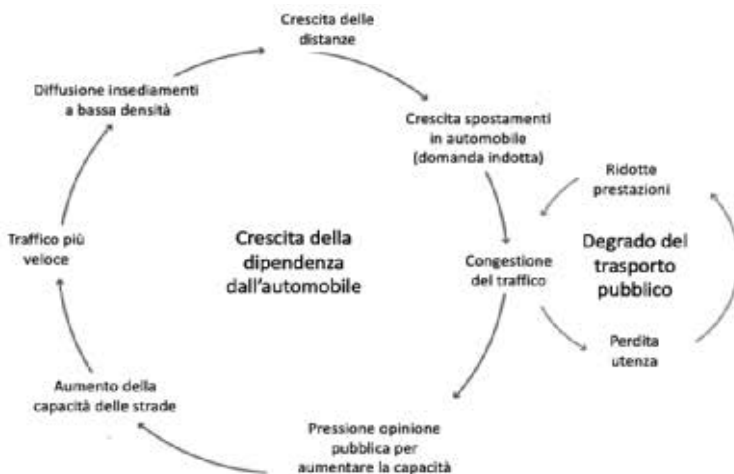 Crescita delle
distanze
Diffusione insediamenti
a bassa densità
Crescita spostamenti
in automobile
(domanda indotta)
Ridotte
prestazioni
Traffico più
veloce
Crescita della
dipendenza
dall'automobile
Congestione
del traffico
Degrado del
trasporto
pubblico
Perdita
utenza
Aumento della
capacità delle strade
Pressione opinione
pubblica per
aumentare la capacità